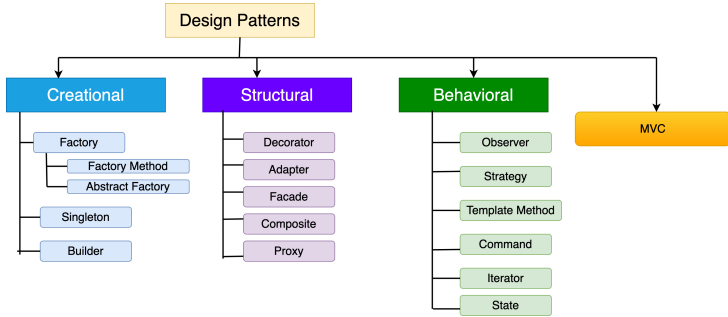 Design Patterns
Creational
Structural
Behavioral
MVC
Factory
Factory Method
Abstract Factory
Singleton
Builder
Decorator
Adapter
Facade
Composite
Proxy
Observer
Strategy
Template Method
Command
Iterator
State